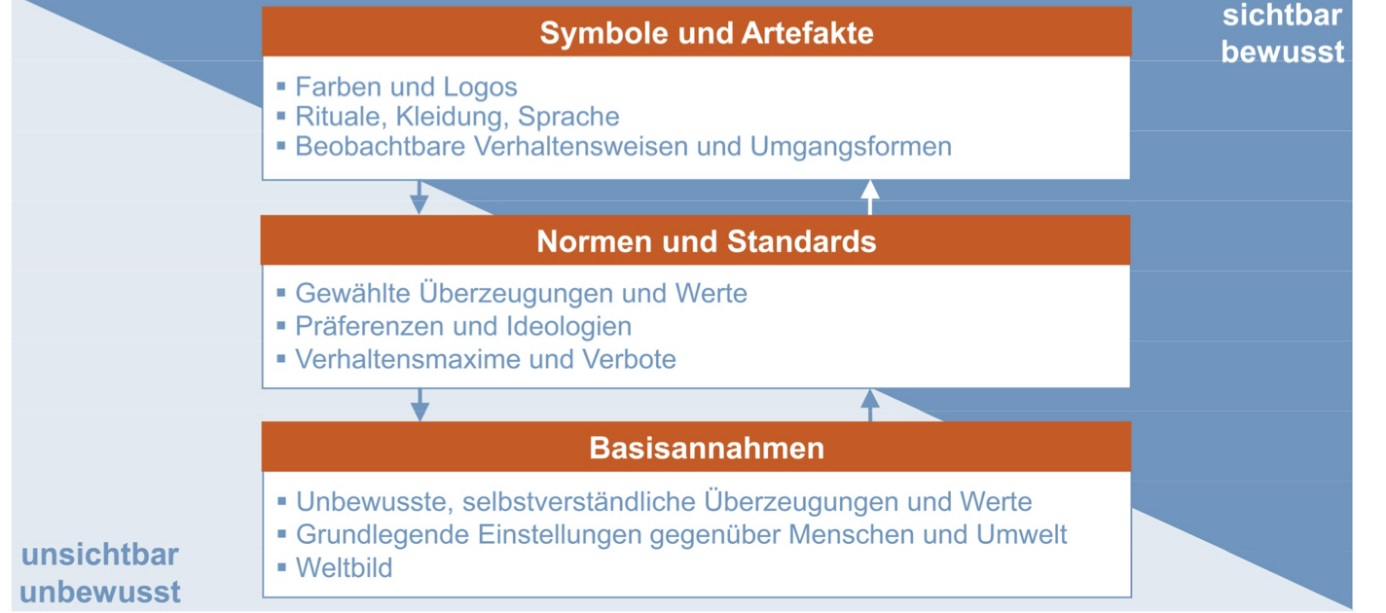 sichtbar
bewusst
Symbole und Artefakte
▪ Farben und Logos
▪ Rituale, Kleidung, Sprache
▪ Beobachtbare Verhaltensweisen und Umgangsformen
Normen und Standards
▪ Gewählte Überzeugungen und Werte
▪ Präferenzen und Ideologien
▪ Verhaltensmaxime und Verbote
Basisannahmen
▪ Unbewusste, selbstverständliche Überzeugungen und Werte
▪ Grundlegende Einstellungen gegenüber Menschen und Umwelt
▪ Weltbild
unsichtbar
unbewusst